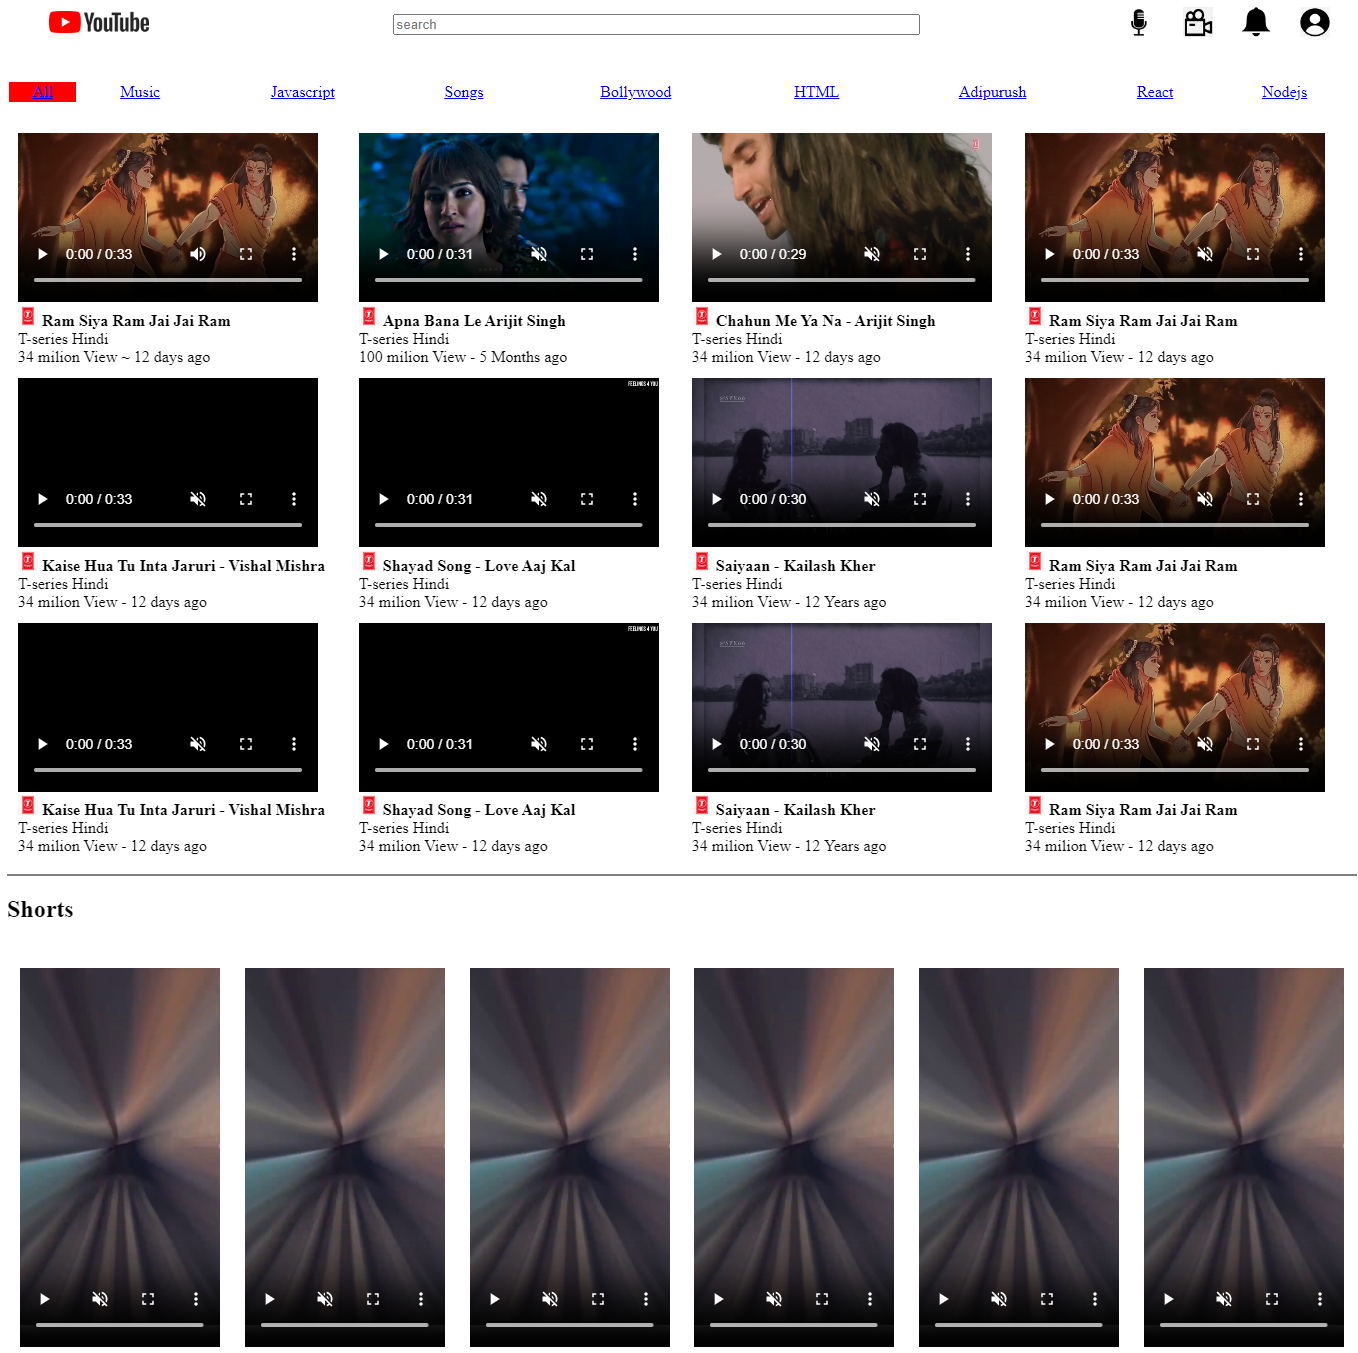 YouTube
search
All Music Javascript Songs Bollywood HTML Adipurush React Nodejs
0:00 / 0:33 0:00 / 0:31 0:00 / 0:29 0:00 / 0:33
Ram Siya Ram Jai Jai Ram Apna Bana Le Arijit Singh Chahun Me Ya Na - Arijit Singh Ram Siya Ram Jai Jai Ram
T-series Hindi T-series Hindi T-series Hindi T-series Hindi
34 milion View ~ 12 days ago 100 milion View - 5 Months ago 34 milion View - 12 days ago 34 milion View - 12 days ago
FEELINGS 4 YOU
0:00 / 0:33 0:00 / 0:31 0:00 / 0:30 0:00 / 0:33
Kaise Hua Tu Inta Jaruri - Vishal Mishra Shayad Song - Love Aaj Kal Saiyaan - Kailash Kher Ram Siya Ram Jai Jai Ram
T-series Hindi T-series Hindi T-series Hindi T-series Hindi
34 milion View - 12 days ago 34 milion View - 12 days ago 34 milion View - 12 Years ago 34 milion View - 12 days ago
FEELINGS 4 YOU
0:00 / 0:33 0:00 / 0:31 0:00 / 0:30 0:00 / 0:33
Kaise Hua Tu Inta Jaruri - Vishal Mishra Shayad Song - Love Aaj Kal Saiyaan - Kailash Kher Ram Siya Ram Jai Jai Ram
T-series Hindi T-series Hindi T-series Hindi T-series Hindi
34 milion View - 12 days ago 34 milion View - 12 days ago 34 milion View - 12 Years ago 34 milion View - 12 days ago
Shorts